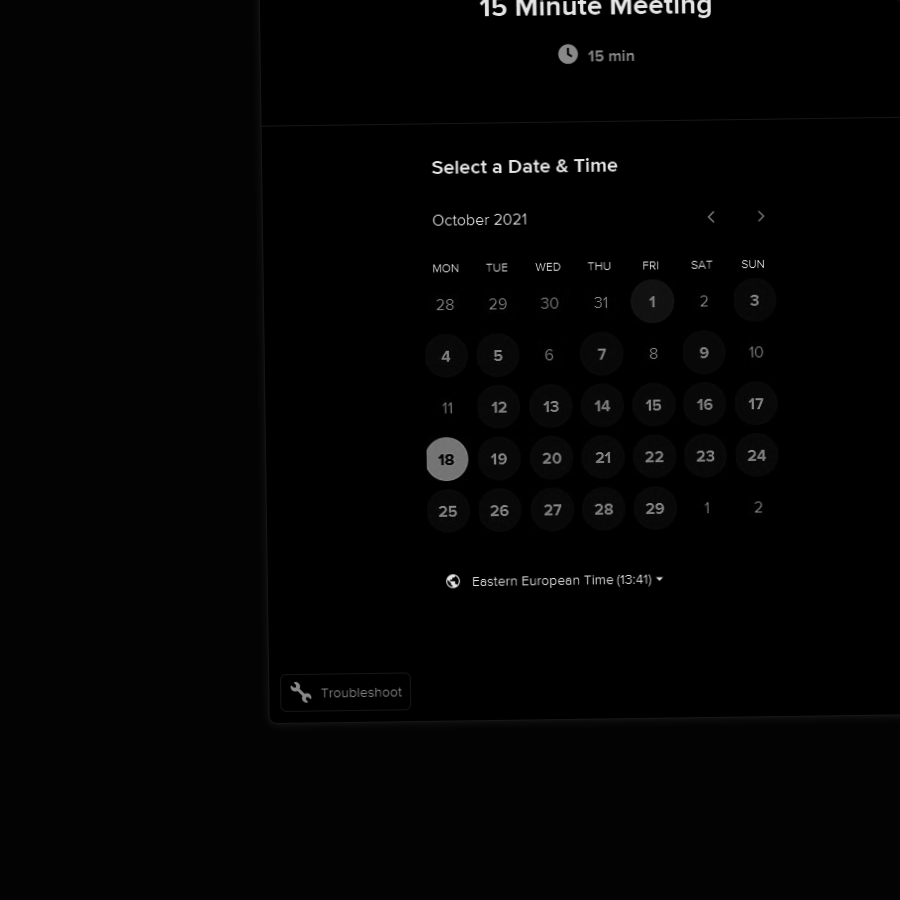 15 Minute Meeting
15 min
Select a Date & Time
October 2021
MON TUE WED THU FRI SAT SUN
28 29 30 31 1 2 3
4 5 6 7 8 9 10
11 12 13 14 15 16 17
18 19 20 21 22 23 24
25 26 27 28 29 1 2
Eastern European Time (13:41)
Troubleshoot